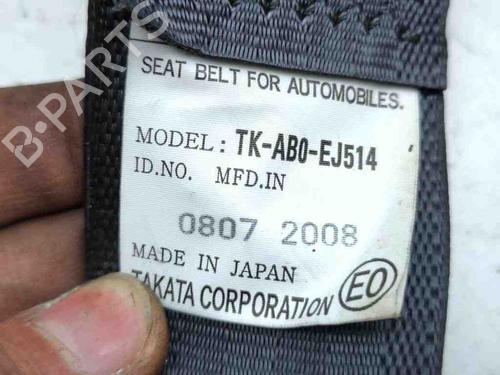 B-PARTS
SEAT BELT FOR AUTOMOBILES.
MODEL : TK-AB0-EJ514
ID.NO. MFD.IN
0807 2008
MADE IN JAPAN
TAKATA CORPORATION EO